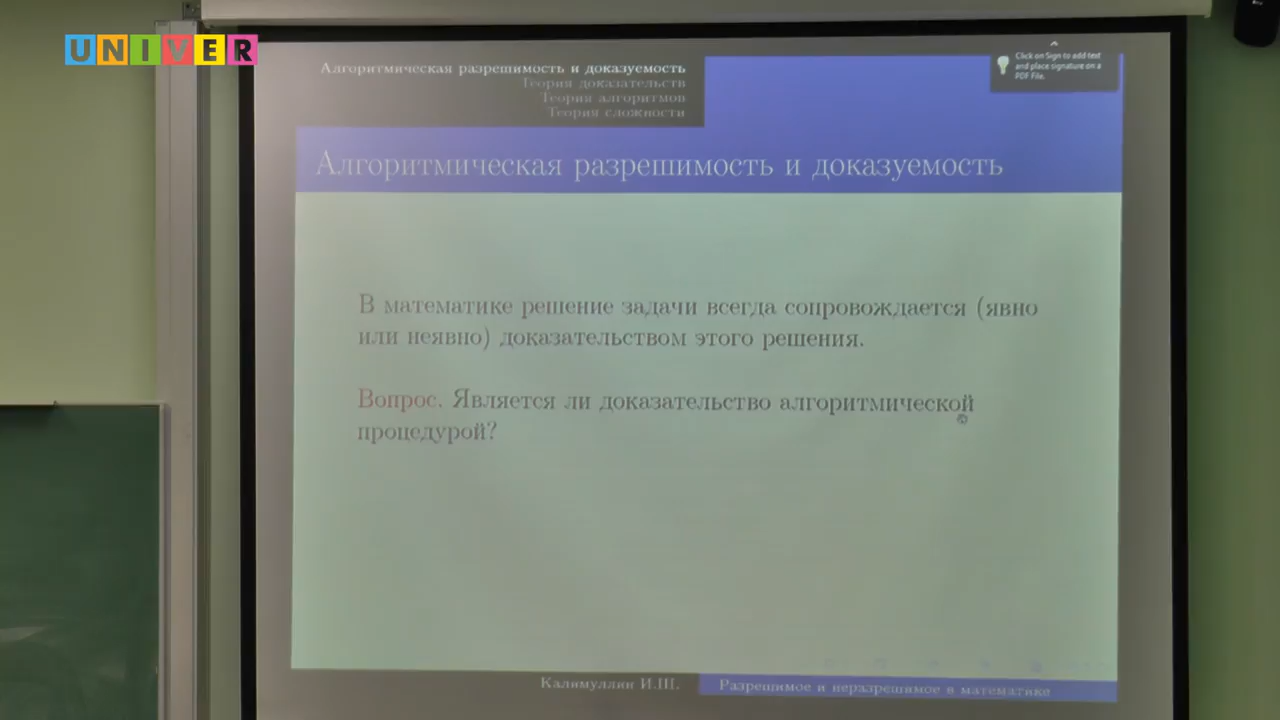 UNIVER
Алгоритмическая разрешимость и доказуемость
Теория доказательств
Теория алгоритмов
Теория сложности
Click on Sign to add text
and place signature on a
PDF File.
Алгоритмическая разрешимость и доказуемость
В математике решение задачи всегда сопровождается (явно
или неявно) доказательством этого решения.
Вопрос. Является ли доказательство алгоритмической
процедурой?
Калимуллин И.Ш.
Разрешимое и неразрешимое в математике